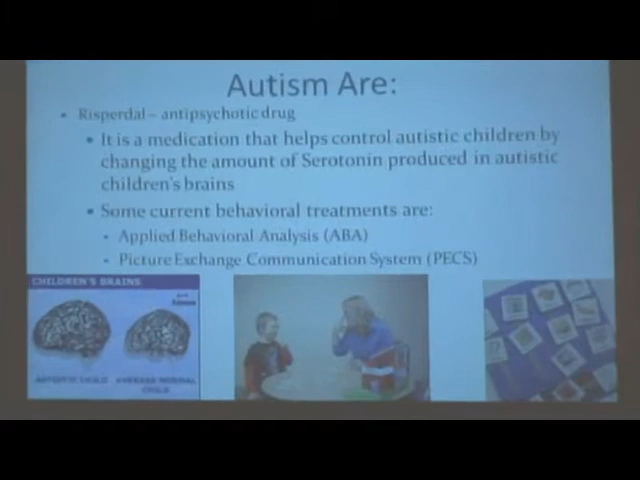 Autism Are:
Risperdal – antipsychotic drug
It is a medication that helps control autistic children by
changing the amount of Serotonin produced in autistic
children's brains
Some current behavioral treatments are:
Applied Behavioral Analysis (ABA)
Picture Exchange Communication System (PECS)
CHILDREN'S BRAINS
AUTISTIC CHILD
AVERAGE NORMAL
CHILD